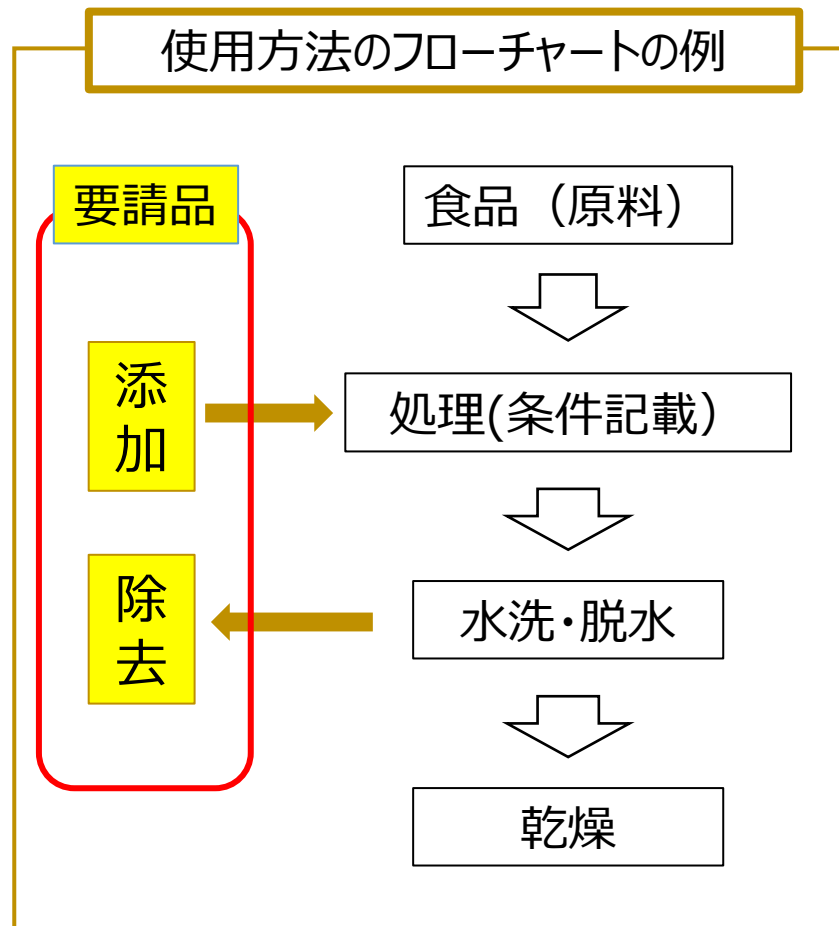 使用方法のフローチャートの例
要請品
食品（原料）
添
加
処理(条件記載）
除
去
水洗・脱水
乾燥